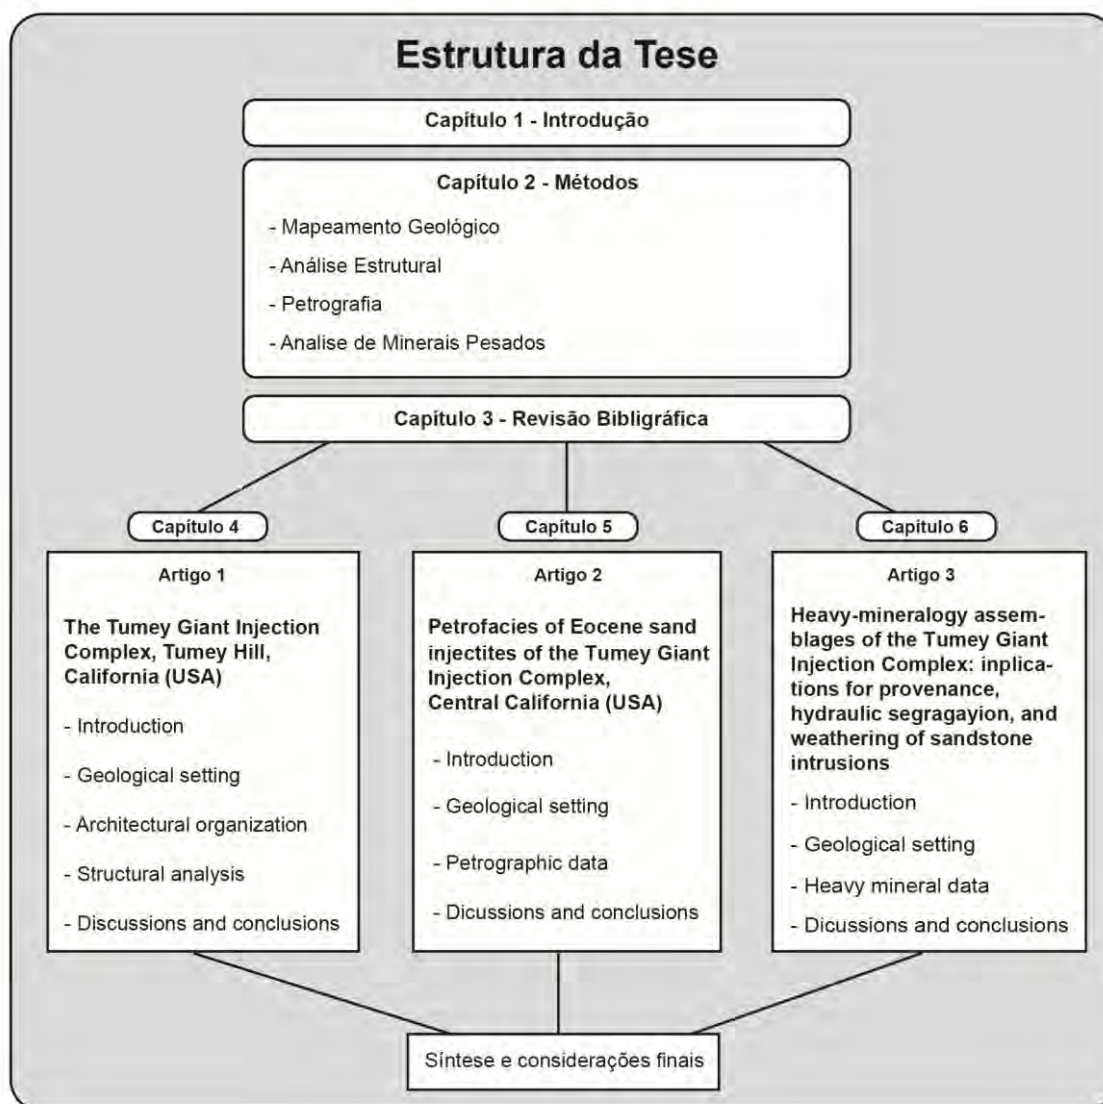 Estrutura da Tese
Capítulo 1 - Introdução
Capítulo 2 - Métodos
- Mapeamento Geológico
- Análise Estrutural
- Petrografia
- Analise de Minerais Pesados
Capítulo 3 - Revisão Bibligráfica
Capítulo 4
Artigo 1
The Tumey Giant Injection
Complex, Tumey Hill,
California (USA)
- Introduction
- Geological setting
- Architectural organization
- Structural analysis
- Discussions and conclusions
Capítulo 5
Artigo 2
Petrofacies of Eocene sand
injectites of the Tumey Giant
Injection Complex,
Central California (USA)
- Introduction
- Geological setting
- Petrographic data
- Dicussions and conclusions
Capítulo 6
Artigo 3
Heavy-mineralogy assem-
blages of the Tumey Giant
Injection Complex: inplica-
tions for provenance,
hydraulic segragayion, and
weathering of sandstone
intrusions
- Introduction
- Geological setting
- Heavy mineral data
- Dicussions and conclusions
Síntese e considerações finais